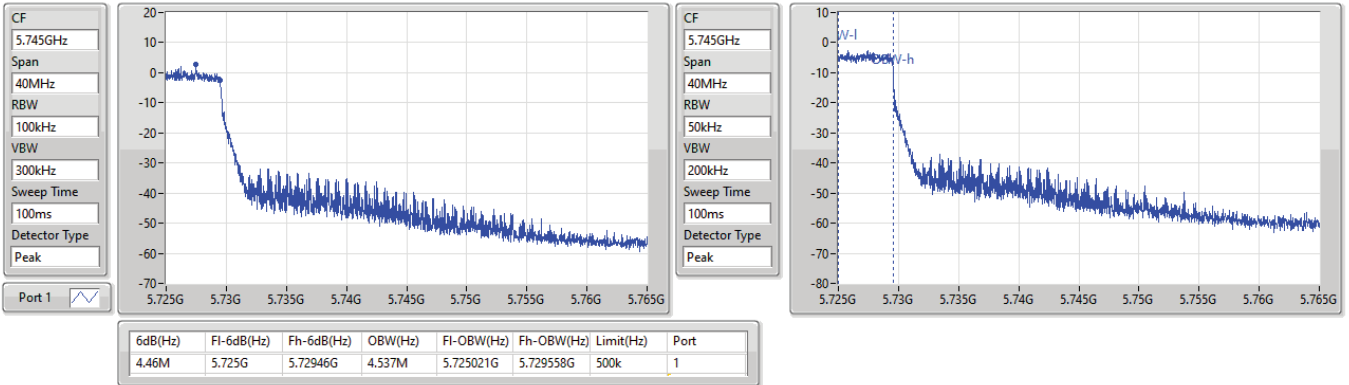 CF
5.745GHz
Span
40MHz
RBW
100kHz
VBW
300kHz
Sweep Time
100ms
Detector Type
Peak
Port 1
20
10
0
-10
-20
-30
-40
-50
-60
-70
5.725G 5.73G 5.735G 5.74G 5.745G 5.75G 5.755G 5.76G 5.765G
CF
5.745GHz
Span
40MHz
RBW
50kHz
VBW
200kHz
Sweep Time
100ms
Detector Type
Peak
10
0
-10
-20
-30
-40
-50
-60
-70
-80
W-l
W-h
5.725G 5.73G 5.735G 5.74G 5.745G 5.75G 5.755G 5.76G 5.765G
6dB(Hz) Fl-6dB(Hz) Fh-6dB(Hz) OBW(Hz) Fl-OBW(Hz) Fh-OBW(Hz) Limit(Hz) Port
4.46M 5.725G 5.72946G 4.537M 5.725021G 5.729558G 500k 1